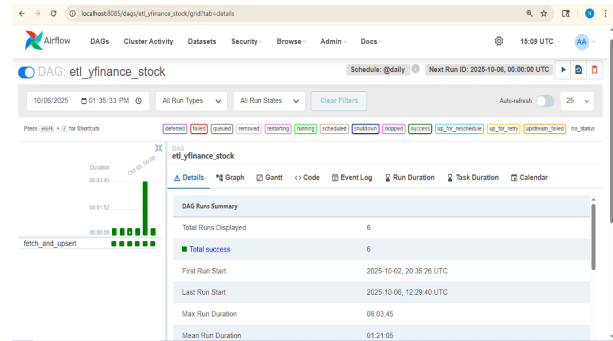 localhost:8085/dags/etl_yfinance_stock/grid?tab=details
Airflow DAGs Cluster Activity Datasets Security Browse Admin Docs 15:09 UTC AA
DAG: etl_yfinance_stock
Schedule: @daily Next Run ID: 2025-10-06, 00:00:00 UTC
10/06/2025 01:35:33 PM All Run Types All Run States Clear Filters Auto-refresh 25
Press shift + / for Shortcuts
deferred failed queued removed restarting running scheduled shutdown skipped success up_for_reschedule up_for_retry upstream_failed no_status
Duration
Oct 03, 00:00
08:03:45
04:01:52
00:00:00
fetch_and_upsert
DAG
etl_yfinance_stock
Details Graph Gantt Code Event Log Run Duration Task Duration Calendar
DAG Runs Summary
Total Runs Displayed 6
Total success 6
First Run Start 2025-10-02, 20:35:26 UTC
Last Run Start 2025-10-06, 12:29:40 UTC
Max Run Duration 08:03:45
Mean Run Duration 01:21:05